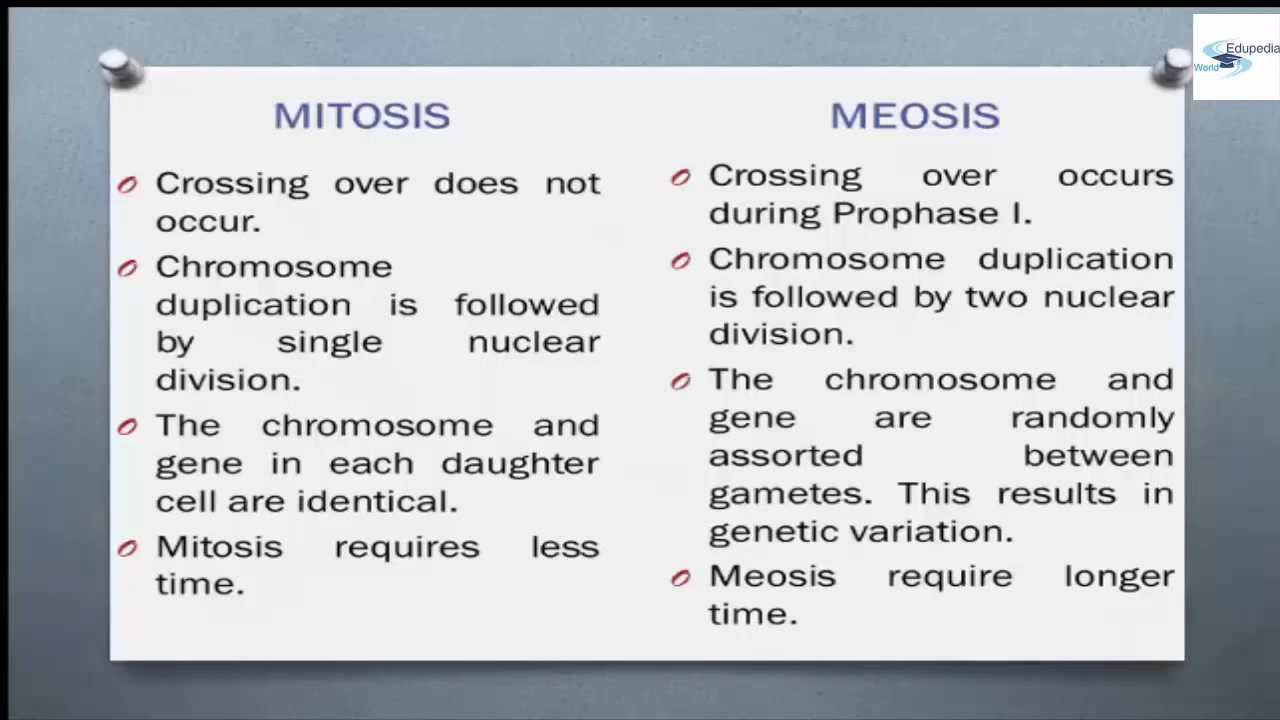 Edupedia
World
MITOSIS
Crossing over does not
occur.
Chromosome
duplication is followed
by single nuclear
division.
The chromosome and
gene in each daughter
cell are identical.
Mitosis requires less
time.
MEOSIS
Crossing over occurs
during Prophase I.
Chromosome duplication
is followed by two nuclear
division.
The chromosome and
gene are randomly
assorted between
gametes. This results in
genetic variation.
Meosis require longer
time.